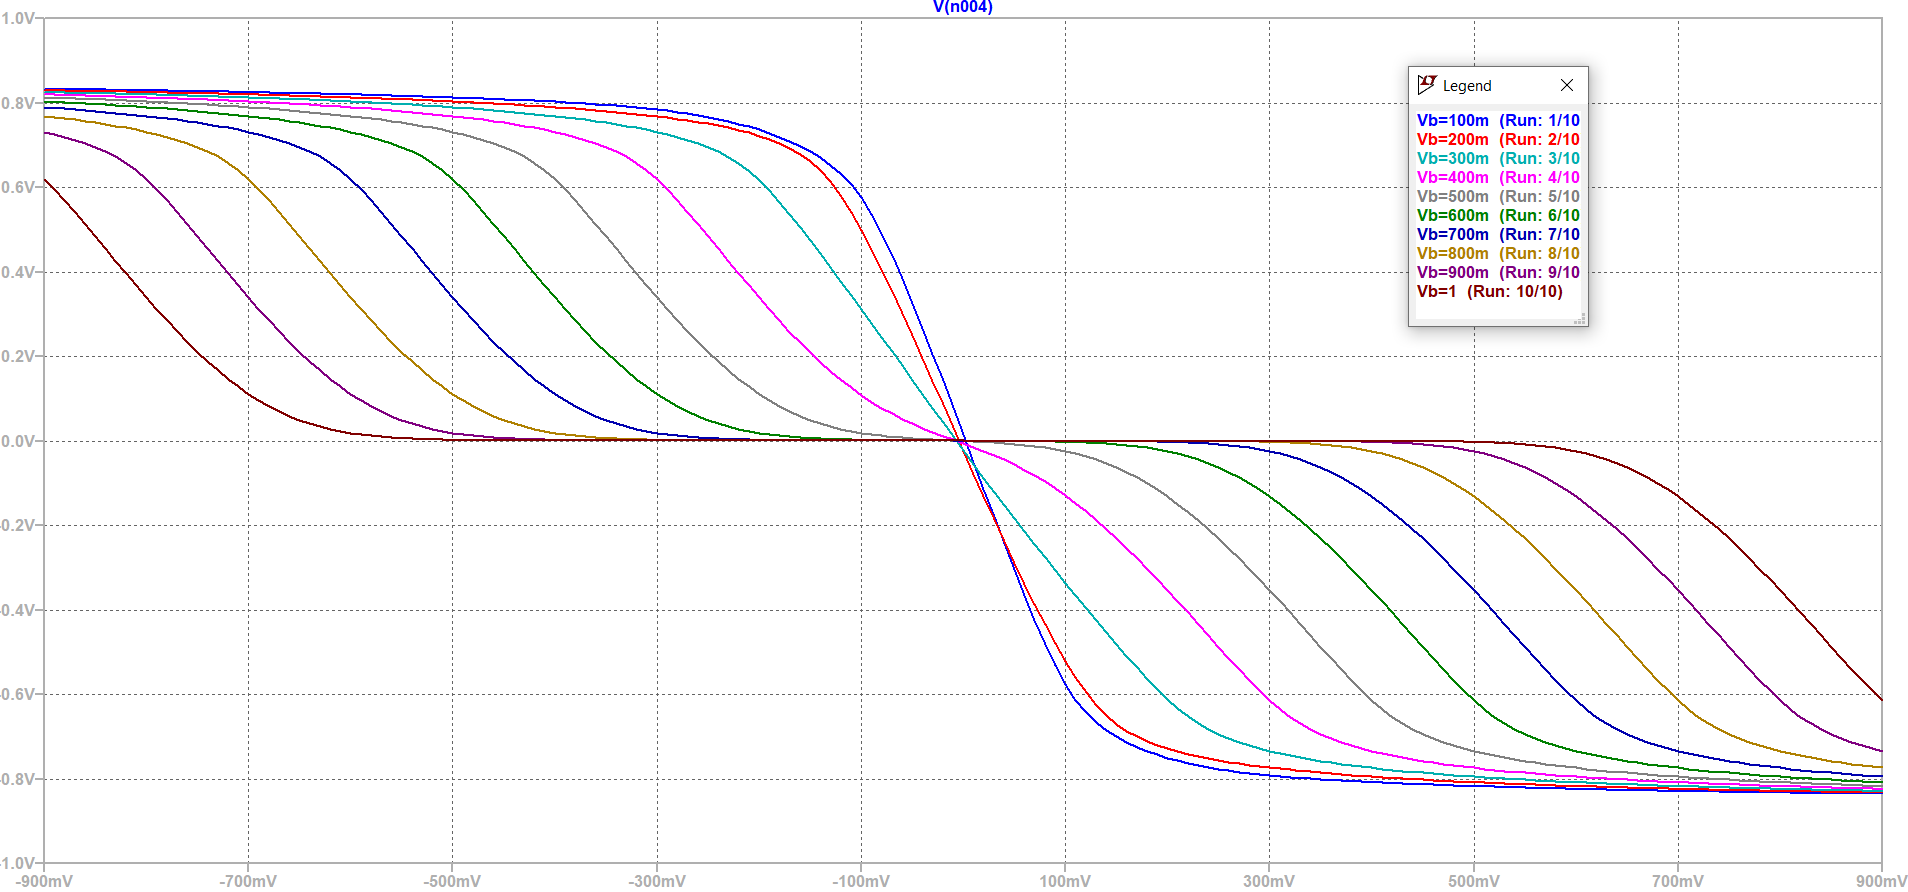 V(n004)
1.0V
0.8V
0.6V
0.4V
0.2V
0.0V
0.2V
0.4V
0.6V
0.8V
1.0V
-900mV
-700mV
-500mV
-300mV
-100mV
100mV
300mV
500mV
700mV
900mV
Legend
Vb=100m (Run: 1/10
Vb=200m (Run: 2/10
Vb=300m (Run: 3/10
Vb=400m (Run: 4/10
Vb=500m (Run: 5/10
Vb=600m (Run: 6/10
Vb=700m (Run: 7/10
Vb=800m (Run: 8/10
Vb=900m (Run: 9/10
Vb=1 (Run: 10/10)